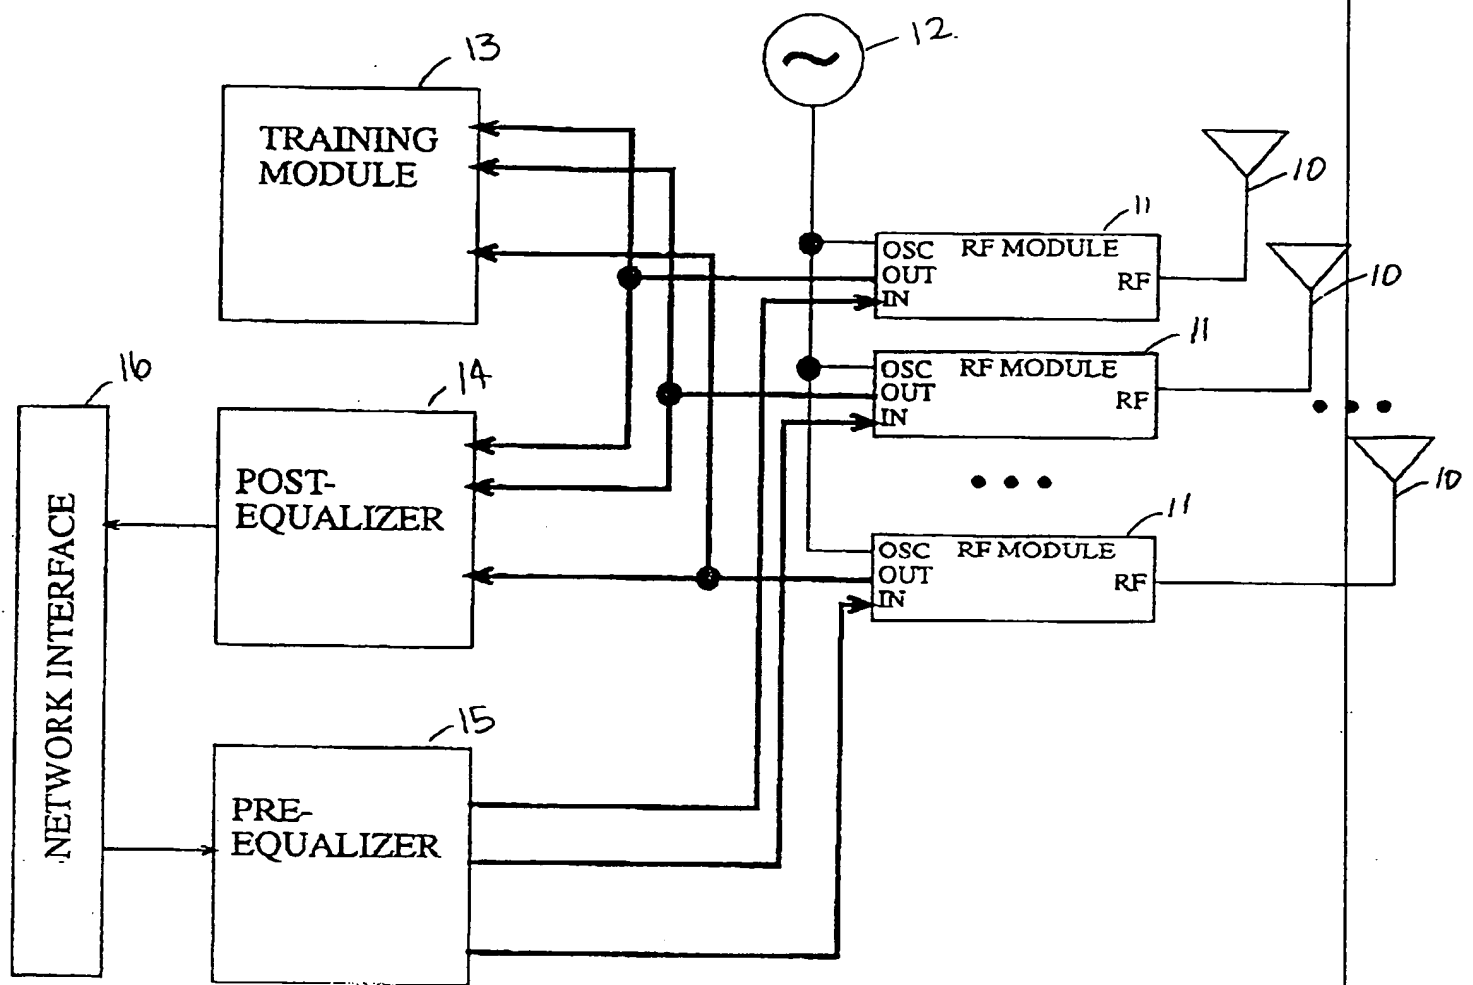 13
12.
TRAINING
MODULE
10
11
OSC RF MODULE
OUT
RF
IN
10
11
OSC RF MODULE
OUT
RF
IN
16
14
10
11
POST-
EQUALIZER
OSC RF MODULE
OUT
RF
IN
NETWORK INTERFACE
15
PRE-
EQUALIZER